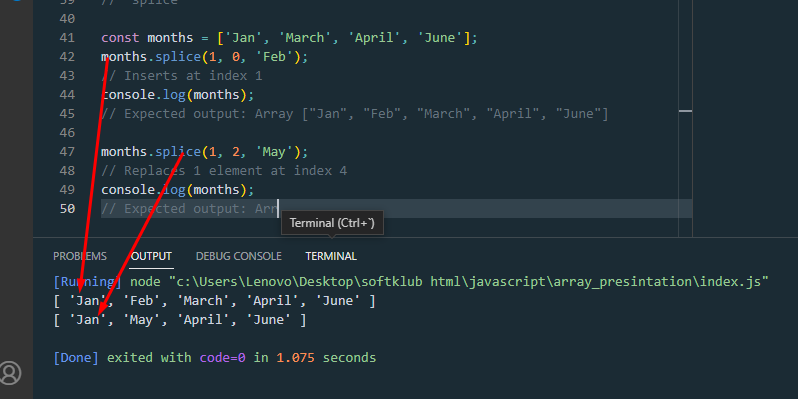 39 // splice
40
41 const months = ['Jan', 'March', 'April', 'June'];
42 months.splice(1, 0, 'Feb');
43 // Inserts at index 1
44 console.log(months);
45 // Expected output: Array ["Jan", "Feb", "March", "April", "June"]
46
47 months.splice(1, 2, 'May');
48 // Replaces 1 element at index 4
49 console.log(months);
50 // Expected output: Arr
Terminal (Ctrl+`)
PROBLEMS OUTPUT DEBUG CONSOLE TERMINAL
[Running] node "c:\Users\Lenovo\Desktop\softklub html\javascript\array_presintation\index.js"
[ 'Jan', 'Feb', 'March', 'April', 'June' ]
[ 'Jan', 'May', 'April', 'June' ]
[Done] exited with code=0 in 1.075 seconds